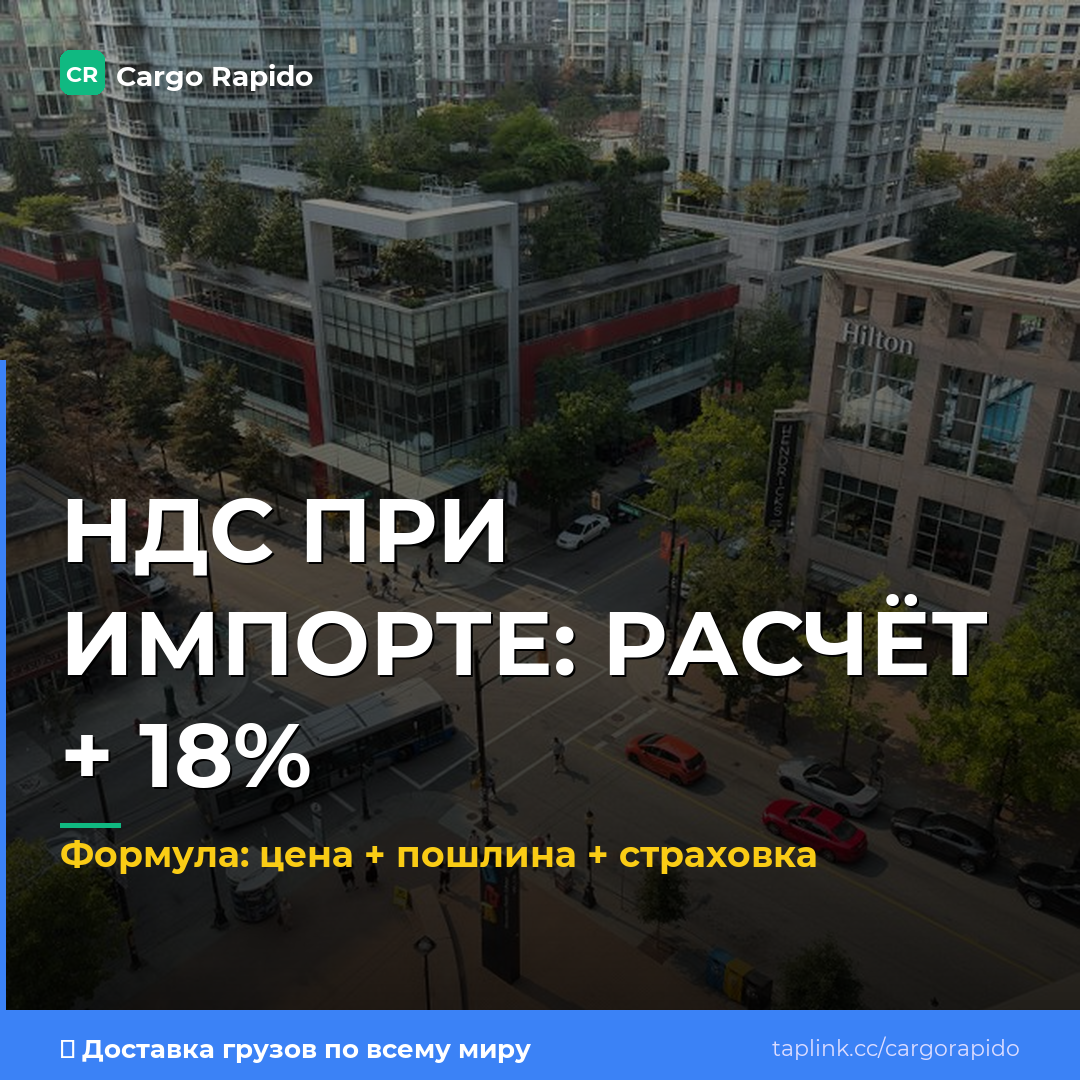 CR Cargo Rapido
Hilton
HENRICKS
НДС ПРИ
ИМПОРТЕ: РАСЧЁТ
+ 18%
Формула: цена + пошлина + страховка
Доставка грузов по всему миру
taplink.cc/cargorapido